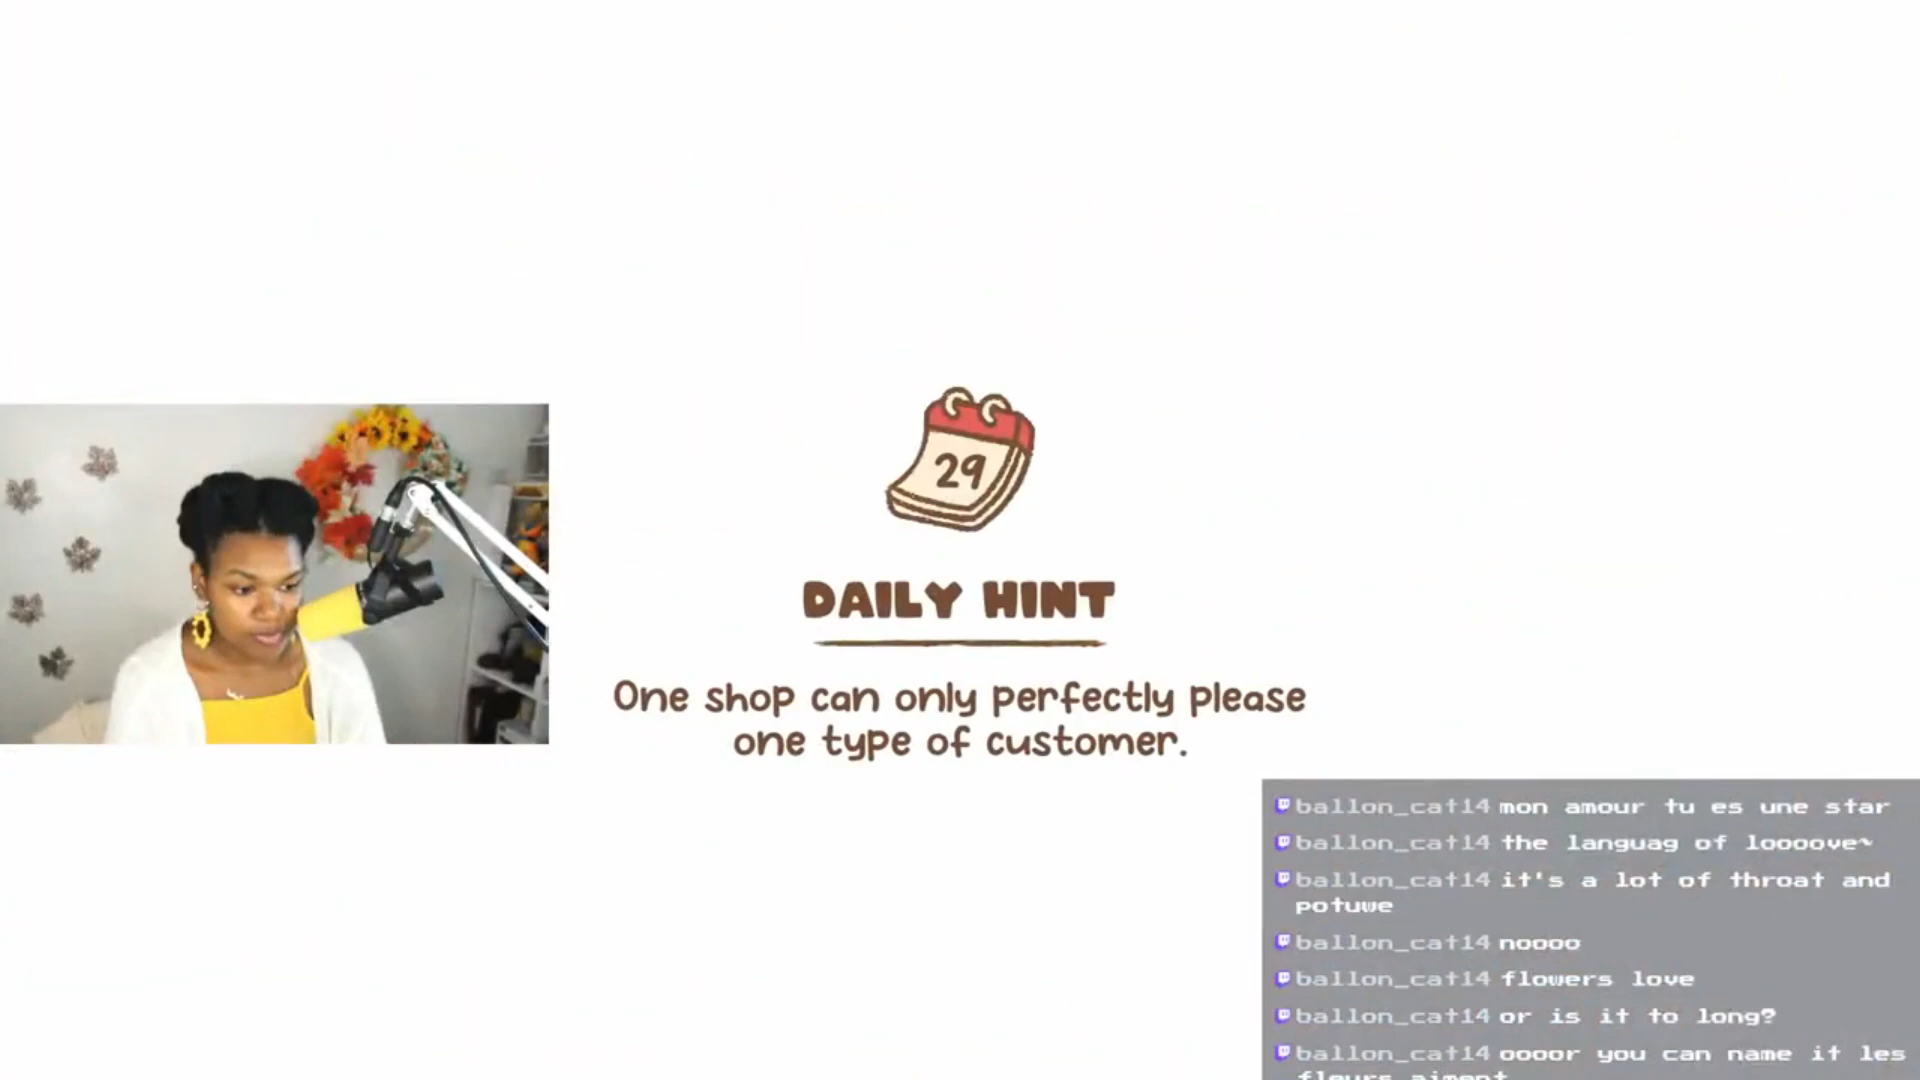 29
DAILY HINT
One shop can only perfectly please
one type of customer.
ballon_cat14 mon amour tu es une star
ballon_cat14 the languag of loooove~
ballon_cat14 it's a lot of throat and
potuwe
ballon_cat14 noooo
ballon_cat14 flowers love
ballon_cat14 or is it to long?
ballon_cat14 oooor you can name it les
fleurs aiment